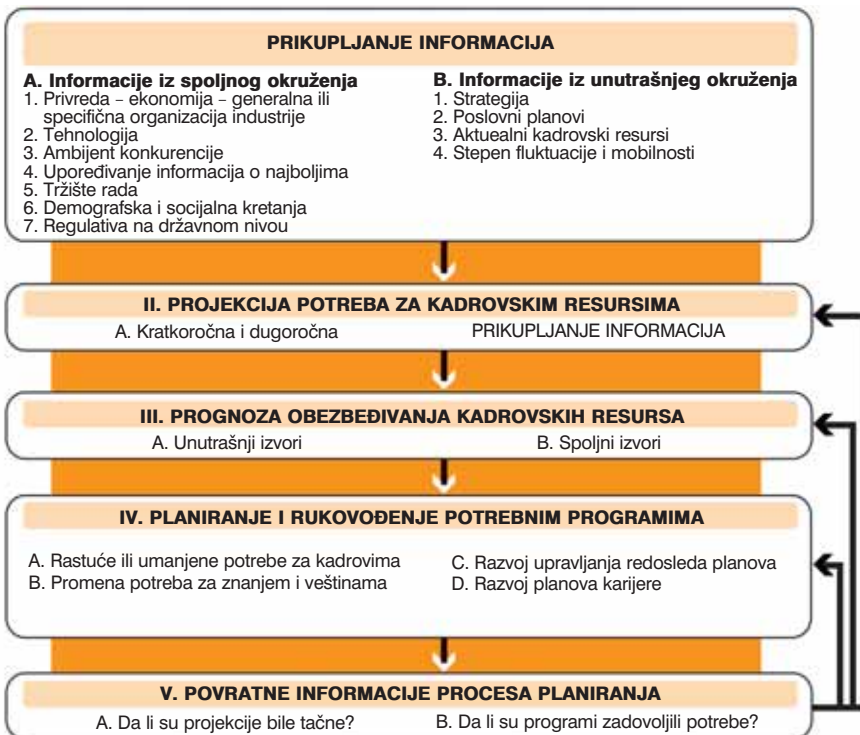 PRIKUPLJANJE INFORMACIJA
A. Informacije iz spoljnog okruženja
1. Privreda – ekonomija – generalna ili
specifična organizacija industrije
2. Tehnologija
3. Ambijent konkurencije
4. Upoređivanje informacija o najboljima
5. Tržište rada
6. Demografska i socijalna kretanja
7. Regulativa na državnom nivou
B. Informacije iz unutrašnjeg okruženja
1. Strategija
2. Poslovni planovi
3. Aktuealni kadrovski resursi
4. Stepen fluktuacije i mobilnosti
II. PROJEKCIJA POTREBA ZA KADROVSKIM RESURSIMA
A. Kratkoročna i dugoročna
PRIKUPLJANJE INFORMACIJA
III. PROGNOZA OBEZBEĐIVANJA KADROVSKIH RESURSA
A. Unutrašnji izvori
B. Spoljni izvori
IV. PLANIRANJE I RUKOVOĐENJE POTREBNIM PROGRAMIMA
A. Rastuće ili umanjene potrebe za kadrovima
B. Promena potreba za znanjem i veštinama
C. Razvoj upravljanja redosleda planova
D. Razvoj planova karijere
V. POVRATNE INFORMACIJE PROCESA PLANIRANJA
A. Da li su projekcije bile tačne?
B. Da li su programi zadovoljili potrebe?